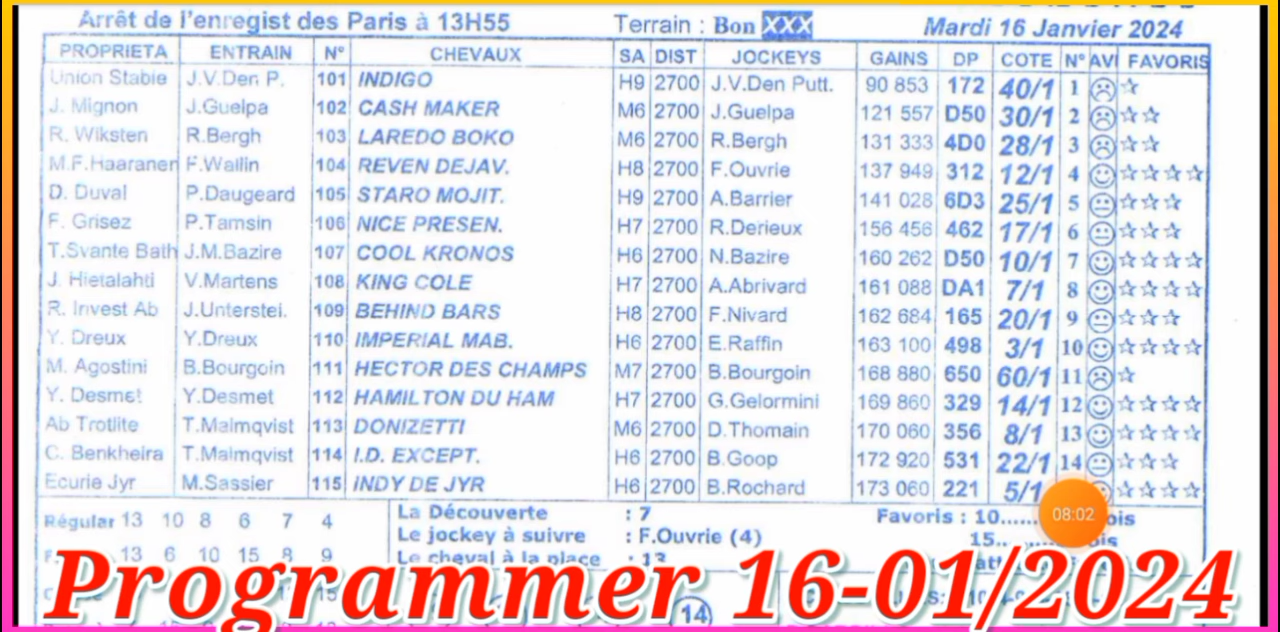 Arrêt de l'enregist des Paris à 13H55 Terrain : Bon XXX Mardi 16 Janvier 2024
PROPRIETA ENTRAIN N° CHEVAUX SA DIST JOCKEYS GAINS DP COTE N° AVI FAVORIS
Union Stable J.V.Den P. 101 INDIGO H9 2700 J.V.Den Putt. 90 853 172 40/1 1 ☹ ☆
J. Mignon J.Guelpa 102 CASH MAKER M6 2700 J.Guelpa 121 557 D50 30/1 2 ☹ ☆☆
R. Wiksten R.Bergh 103 LAREDO BOKO M6 2700 R.Bergh 131 333 4D0 28/1 3 ☹ ☆☆
M.F.Haaranen F.Wallin 104 REVEN DEJAV. H8 2700 F.Ouvrie 137 949 312 12/1 4 ☺ ☆☆☆☆
D. Duval P.Daugeard 105 STARO MOJIT. H9 2700 A.Barrier 141 028 6D3 25/1 5 😐 ☆☆☆
F. Grisez P.Tamsin 106 NICE PRESEN. H7 2700 R.Derieux 156 456 462 17/1 6 😐 ☆☆☆
T.Svante Bath J.M.Bazire 107 COOL KRONOS H6 2700 N.Bazire 160 262 D50 10/1 7 ☺ ☆☆☆☆
J. Hietalahti V.Martens 108 KING COLE H7 2700 A.Abrivard 161 088 DA1 7/1 8 ☺ ☆☆☆☆
R. Invest Ab J.Unterstei. 109 BEHIND BARS H8 2700 F.Nivard 162 684 165 20/1 9 😐 ☆☆☆
Y. Dreux Y.Dreux 110 IMPERIAL MAB. H6 2700 E.Raffin 163 100 498 3/1 10 ☺ ☆☆☆☆
M. Agostini B.Bourgoin 111 HECTOR DES CHAMPS M7 2700 B.Bourgoin 168 880 650 60/1 11 ☹ ☆
Y. Desmet Y.Desmet 112 HAMILTON DU HAM H7 2700 G.Gelormini 169 860 329 14/1 12 ☺ ☆☆☆☆
Ab Trotlite T.Malmqvist 113 DONIZETTI M6 2700 D.Thomain 170 060 356 8/1 13 ☺ ☆☆☆☆
C. Benkheira T.Malmqvist 114 I.D. EXCEPT. H6 2700 B.Goop 172 920 531 22/1 14 😐 ☆☆☆
Ecurie Jyr M.Sassier 115 INDY DE JYR H6 2700 B.Rochard 173 060 221 5/1 ☆☆☆☆
Régular 13 10 8 6 7 4 La Découverte : 7 Favoris : 10...... 08:02 ois
Le jockey à suivre : F.Ouvrie (4) 15.. ois
13 6 10 15 8 9 Le cheval à la place : 13
Programmer 16-01/2024
14